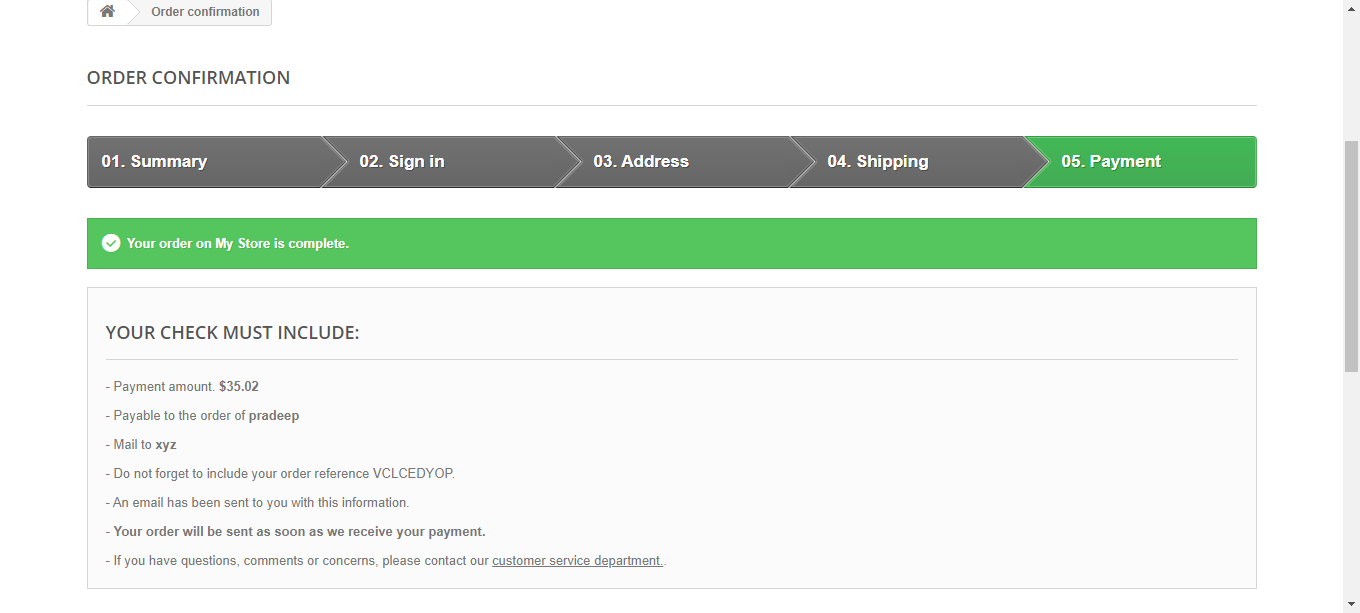 Order confirmation
ORDER CONFIRMATION
01. Summary 02. Sign in 03. Address 04. Shipping 05. Payment
Your order on My Store is complete.
YOUR CHECK MUST INCLUDE:
- Payment amount. $35.02
- Payable to the order of pradeep
- Mail to xyz
- Do not forget to include your order reference VCLCEDYOP.
- An email has been sent to you with this information.
- Your order will be sent as soon as we receive your payment.
- If you have questions, comments or concerns, please contact our customer service department..